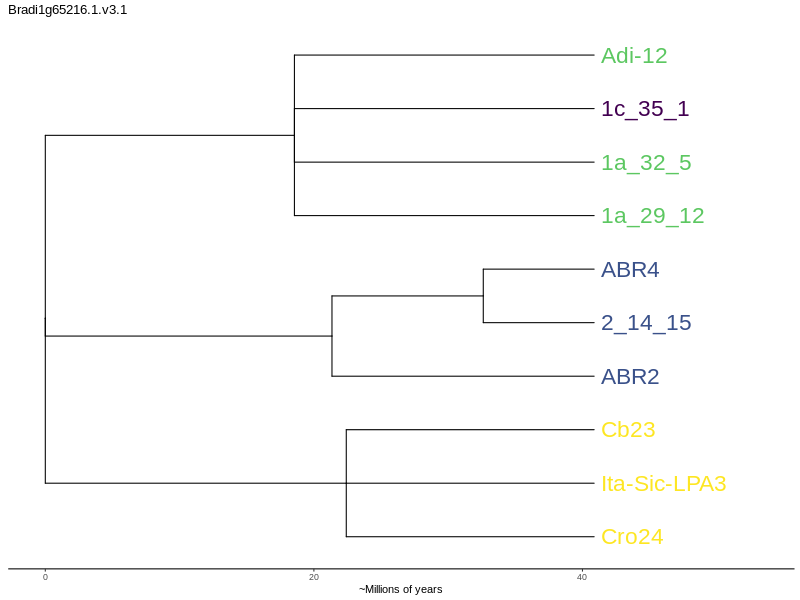 Bradi1g65216.1.v3.1
Adi-12
1c_35_1
1a_32_5
1a_29_12
ABR4
2_14_15
ABR2
Cb23
Ita-Sic-LPA3
Cro24
0 20 40
~Millions of years